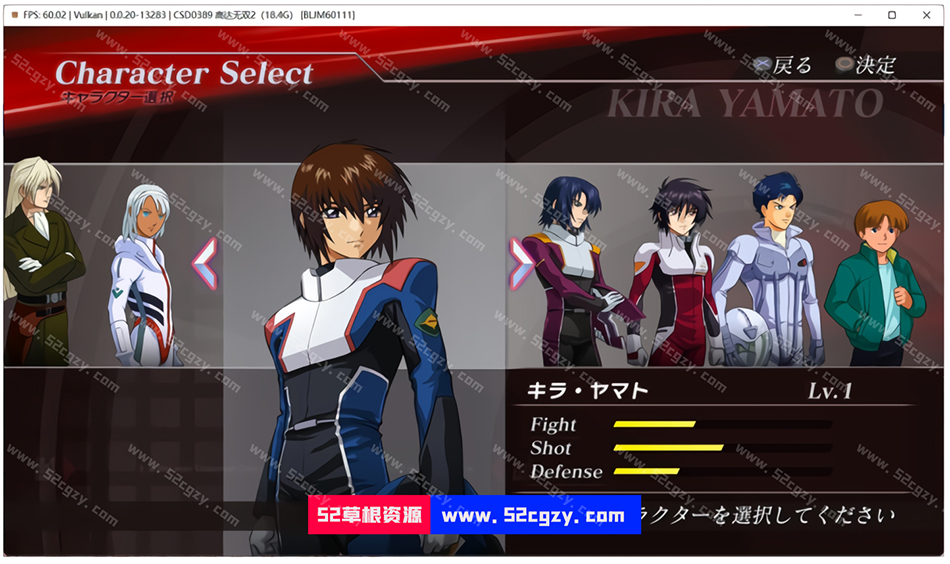 FPS: 60.02 | Vulkan | 0.0.20-13283 | CSD0389 高达无双2（18.4G） [BLJM60111]
Character Select
キャラクター選択
戻る 決定
KIRA YAMATO
キラ・ヤマト Lv.1
Fight
Shot
Defense
ラクターを選択してください
52草根资源 www.52cgzy.com
www.52cgzy.com